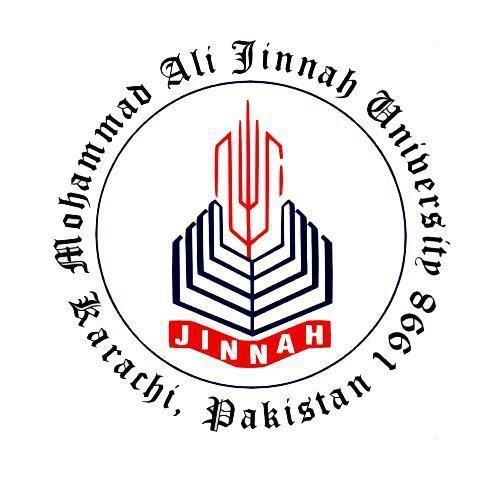 Mohammad Ali Jinnah University 1998
Karachi, Pakistan
JINNAH